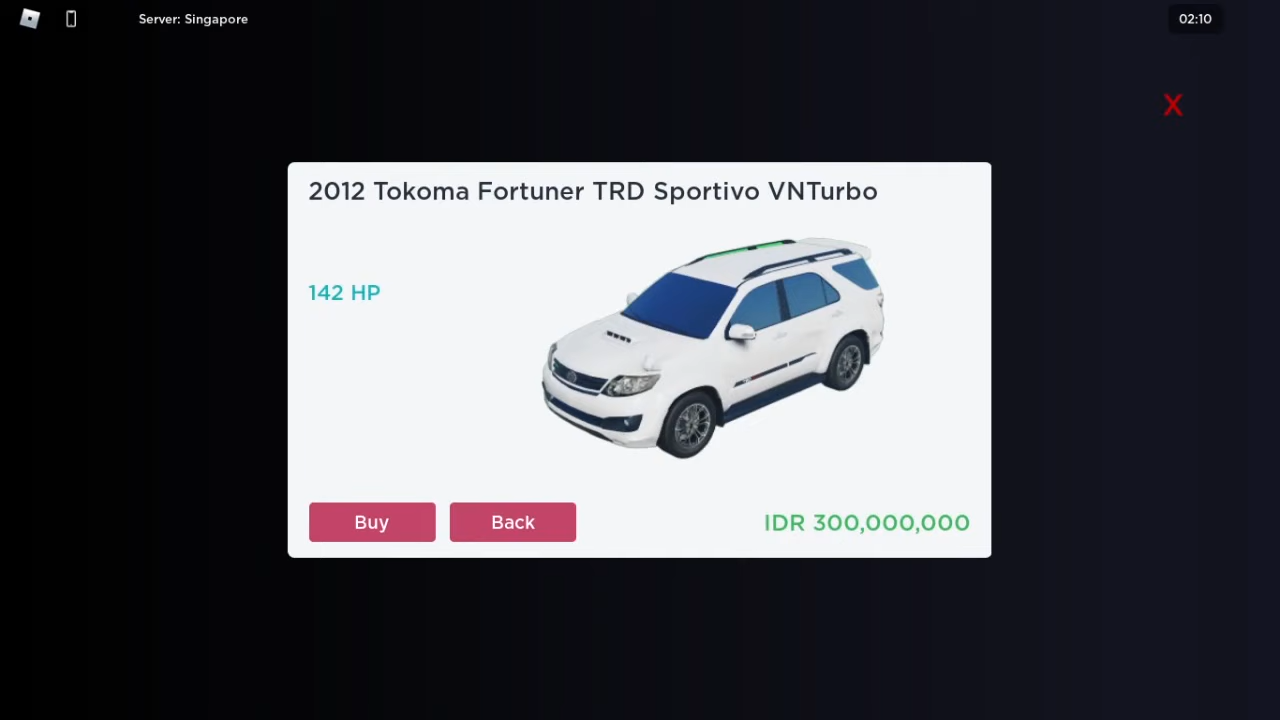 Server: Singapore
02:10
X
2012 Tokoma Fortuner TRD Sportivo VNTurbo
142 HP
Buy
Back
IDR 300,000,000